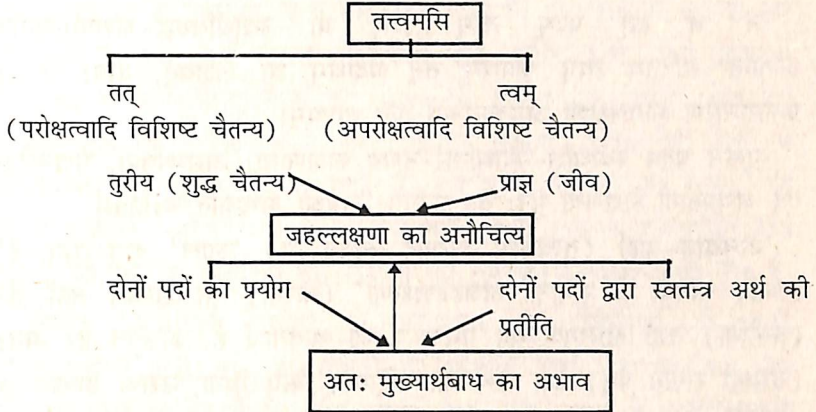 तत्त्वमसि
तत् त्वम्
(परोक्षत्वादि विशिष्ट चैतन्य) (अपरोक्षत्वादि विशिष्ट चैतन्य)
तुरीय (शुद्ध चैतन्य) प्राज्ञ (जीव)
जहल्लक्षणा का अनौचित्य
दोनों पदों का प्रयोग दोनों पदों द्वारा स्वतन्त्र अर्थ की
प्रतीति
अतः मुख्यार्थबाध का अभाव